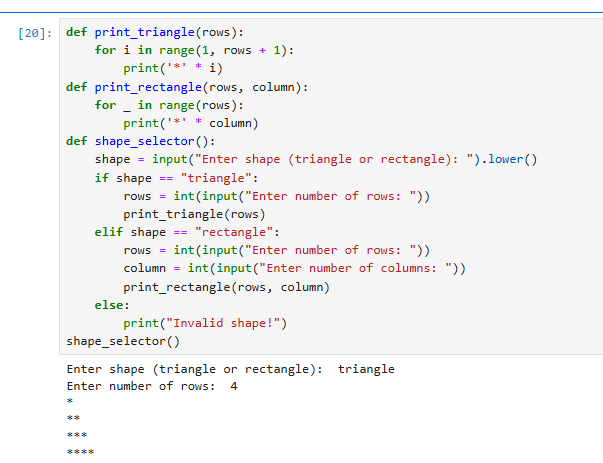 [20]: def print_triangle(rows):
    for i in range(1, rows + 1):
        print('*' * i)
def print_rectangle(rows, column):
    for _ in range(rows):
        print('*' * column)
def shape_selector():
    shape = input("Enter shape (triangle or rectangle): ").lower()
    if shape == "triangle":
        rows = int(input("Enter number of rows: "))
        print_triangle(rows)
    elif shape == "rectangle":
        rows = int(input("Enter number of rows: "))
        column = int(input("Enter number of columns: "))
        print_rectangle(rows, column)
    else:
        print("Invalid shape!")
shape_selector()
Enter shape (triangle or rectangle):  triangle
Enter number of rows:  4
*
**
***
****